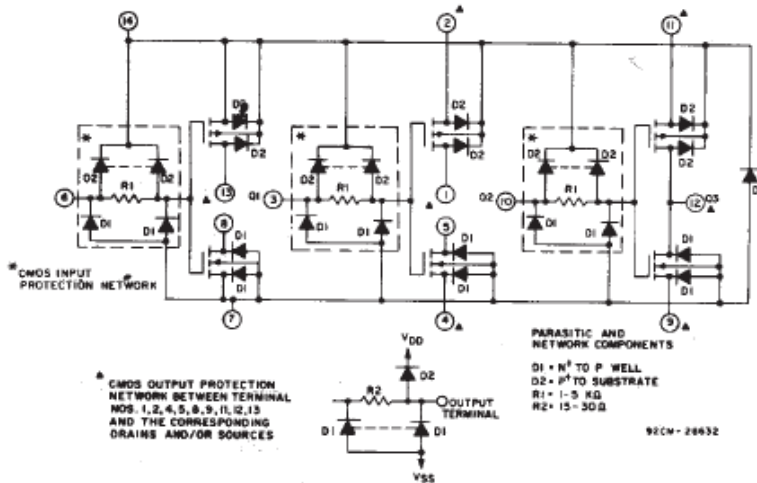 14
2
11
D2
D2
D2
D2
D2
D2
*
*
*
D2
D2
D2
D2
D2
D2
6
R1
13
Q1
3
R1
1
Q2
10
R1
12
Q3
D1
D1
8
D1
D1
D1
5
D1
D1
D1
D1
D1
D1
D1
7
4
9
* CMOS INPUT
PROTECTION NETWORK
VDD
D2
R2
OUTPUT
TERMINAL
D1
D1
VSS
▲ CMOS OUTPUT PROTECTION
NETWORK BETWEEN TERMINAL
NOS. 1,2,4,5,8,9,11,12,13
AND THE CORRESPONDING
DRAINS AND/OR SOURCES
PARASITIC AND
NETWORK COMPONENTS
D1 = N+ TO P WELL
D2 = P+ TO SUBSTRATE
R1 = 1-5 KΩ
R2 = 15-30Ω
92CM-28632